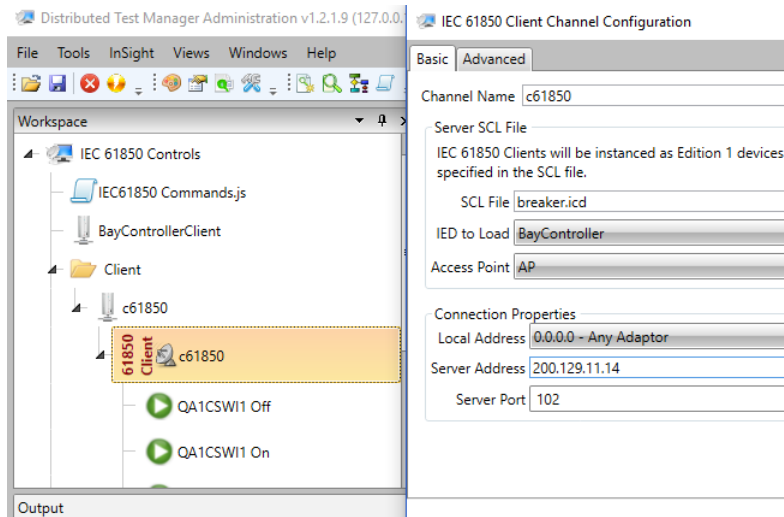 Distributed Test Manager Administration v1.2.1.9 (127.0.0.
File Tools InSight Views Windows Help
Workspace
IEC 61850 Controls
IEC61850 Commands.js
BayControllerClient
Client
c61850
61850
Client
c61850
QA1CSWI1 Off
QA1CSWI1 On
Output
IEC 61850 Client Channel Configuration
Basic Advanced
Channel Name c61850
Server SCL File
IEC 61850 Clients will be instanced as Edition 1 devices
specified in the SCL file.
SCL File breaker.icd
IED to Load BayController
Access Point AP
Connection Properties
Local Address 0.0.0.0 - Any Adaptor
Server Address 200.129.11.14
Server Port 102